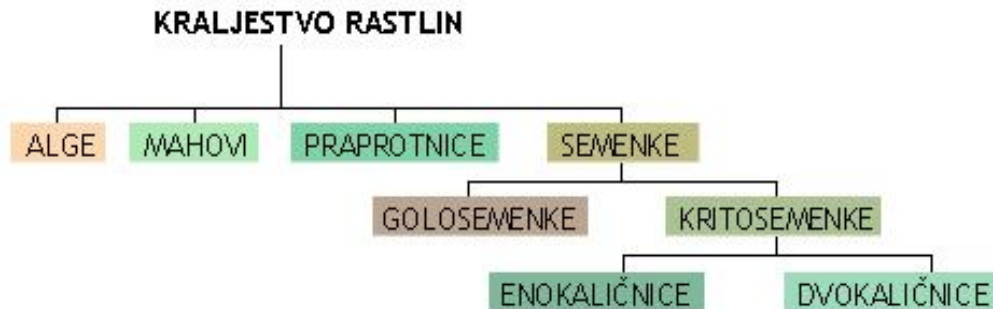 KRALJESTVO RASTLIN
ALGE MAHOVI PRAPROTNICE SEMENKE
GOLOSEMENKE KRITOSEMENKE
ENOKALIČNICE DVOKALIČNICE